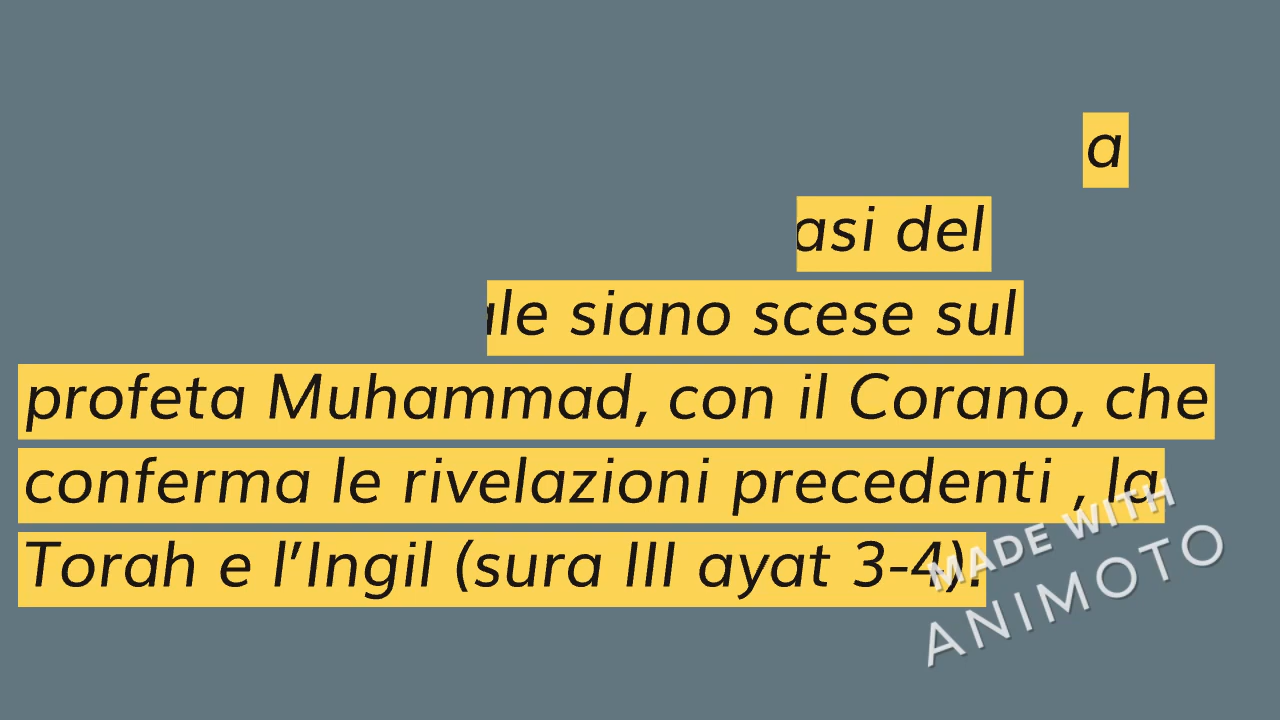 a
asi del
ale siano scese sul
profeta Muhammad, con il Corano, che
conferma le rivelazioni precedenti , la
Torah e l’Ingil (sura III ayat 3-4).
MADE WITH
ANIMOTO